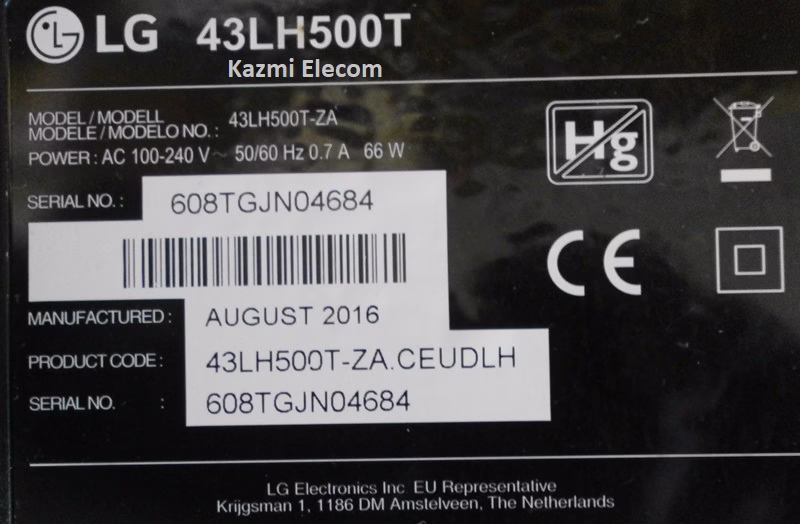 LG 43LH500T
Kazmi Elecom
MODEL / MODELL
MODELE / MODELO NO. : 43LH500T-ZA
POWER : AC 100-240 V ~ 50/60 Hz 0.7 A 66 W
Hg
SERIAL NO. : 608TGJN04684
CE
MANUFACTURED : AUGUST 2016
PRODUCT CODE : 43LH500T-ZA.CEUDLH
SERIAL NO. : 608TGJN04684
LG Electronics Inc. EU Representative
Krijgsman 1, 1186 DM Amstelveen, The Netherlands